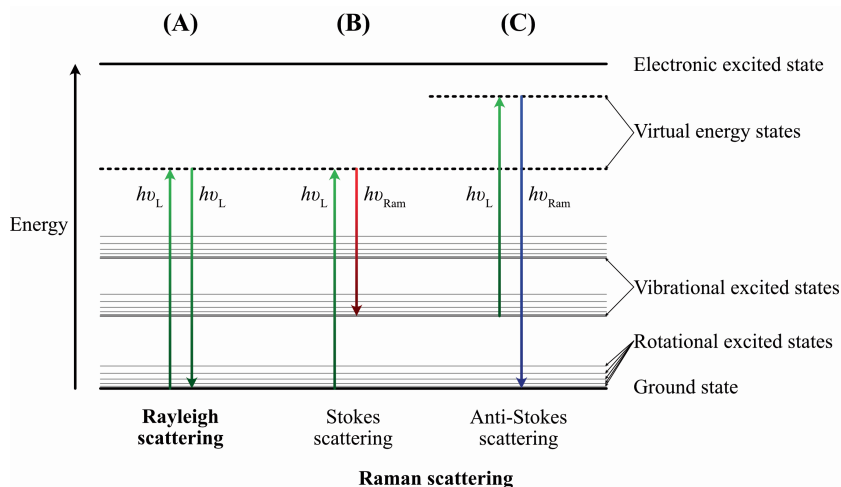 (A)
(B)
(C)
Electronic excited state
Virtual energy states
hυL
hυL
hυL
hυRam
hυL
hυRam
Energy
Vibrational excited states
Rotational excited states
Ground state
Rayleigh
scattering
Stokes
scattering
Anti-Stokes
scattering
Raman scattering